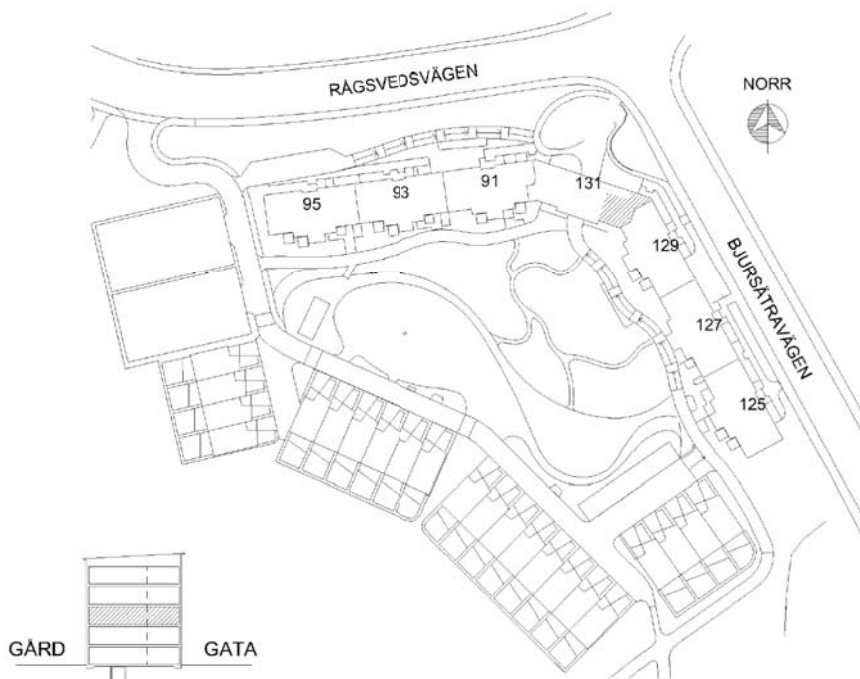 RÅGSVEDSVÄGEN
NORR
95
93
91
131
129
BJURSÄTRAVÄGEN
127
125
GÅRD
GATA